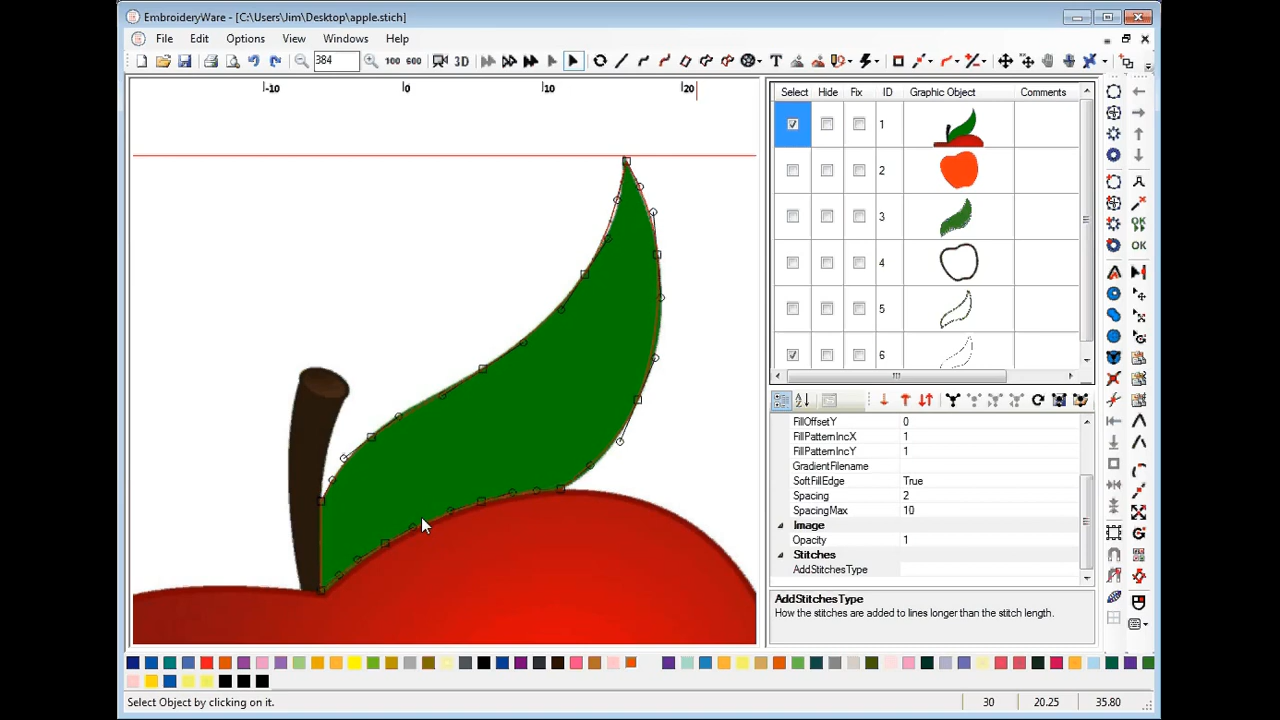 EmbroideryWare - [C:\Users\Jim\Desktop\apple.stich]
File Edit Options View Windows Help
384 100 600 3D
-10 0 10 20
Select Hide Fix ID Graphic Object Comments
1
2
3
4
5
6
FillOffsetY 0
FillPatternIncX 1
FillPatternIncY 1
GradientFilename
SoftFillEdge True
Spacing 2
SpacingMax 10
Image
Opacity 1
Stitches
AddStitchesType
AddStitchesType
How the stitches are added to lines longer than the stitch length.
OK
OK
Select Object by clicking on it. 30 20.25 35.80